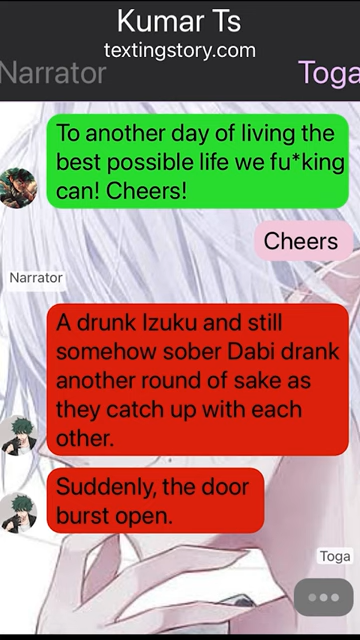 Kumar Ts
textingstory.com
Narrator Toga
To another day of living the
best possible life we fu*king
can! Cheers!
Cheers
Narrator
A drunk Izuku and still
somehow sober Dabi drank
another round of sake as
they catch up with each
other.
Suddenly, the door
burst open.
Toga